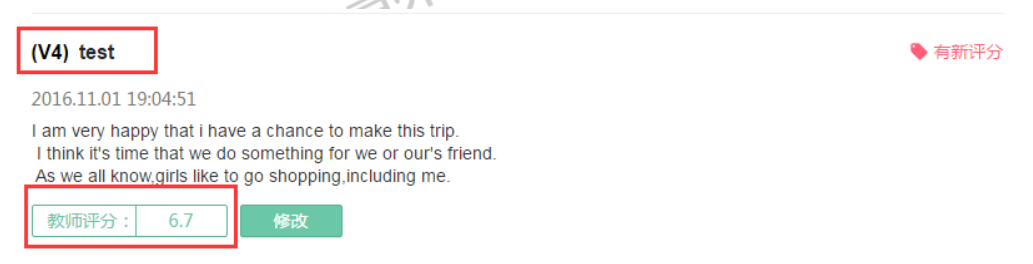 (V4) test
有新评分
2016.11.01 19:04:51
I am very happy that i have a chance to make this trip.
I think it's time that we do something for we or our's friend.
As we all know,girls like to go shopping,including me.
教师评分： 6.7 修改